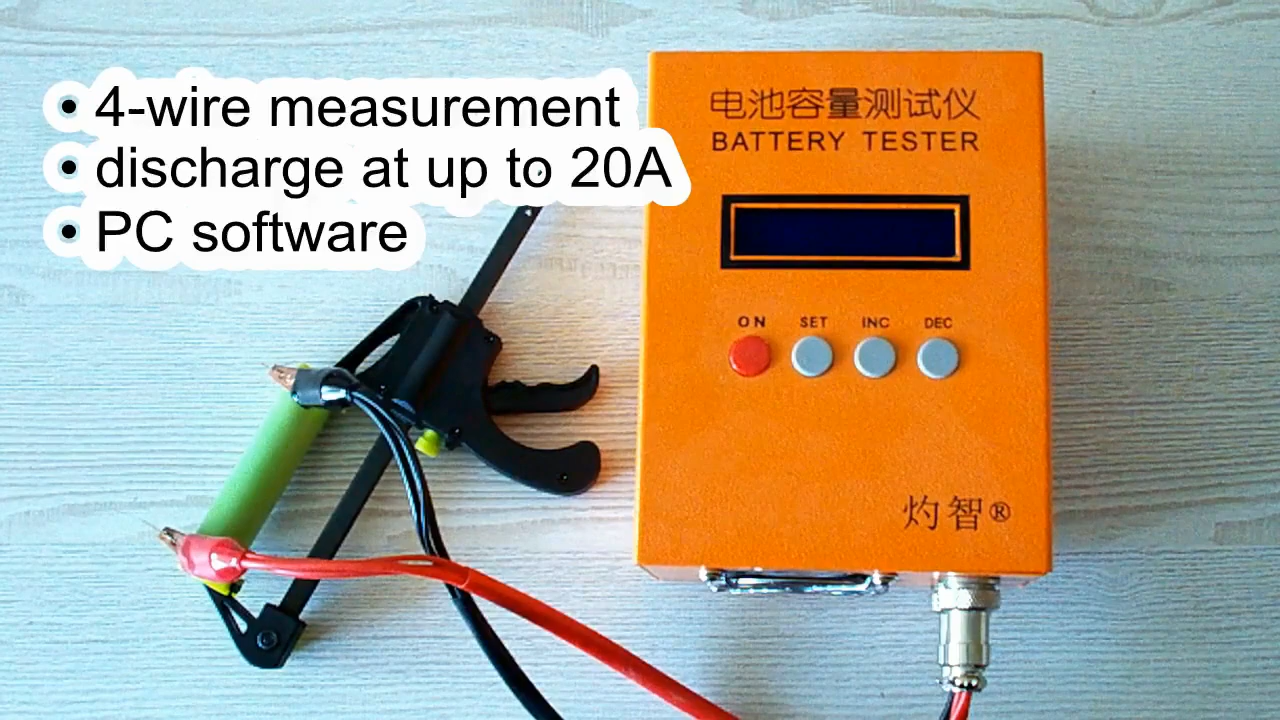 • 4-wire measurement
• discharge at up to 20A
• PC software
电池容量测试仪
BATTERY TESTER
ON SET INC DEC
灼智®